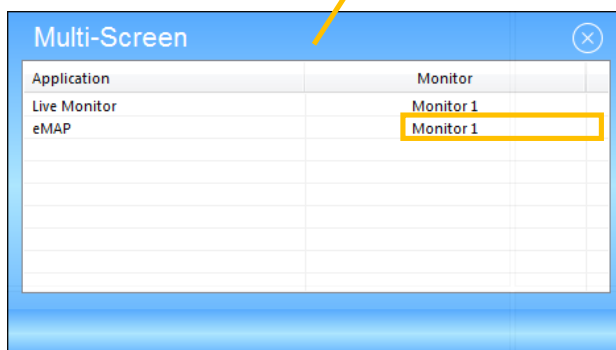 Multi-Screen
Application Monitor
Live Monitor Monitor 1
eMAP Monitor 1